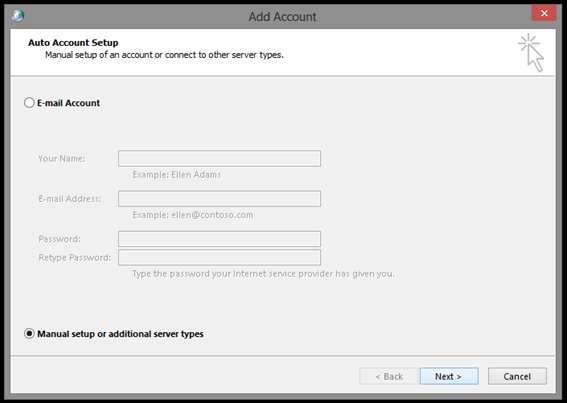 Add Account
Auto Account Setup
Manual setup of an account or connect to other server types.
E-mail Account
Your Name:
Example: Ellen Adams
E-mail Address:
Example: ellen@contoso.com
Password:
Retype Password:
Type the password your Internet service provider has given you.
Manual setup or additional server types
< Back Next > Cancel